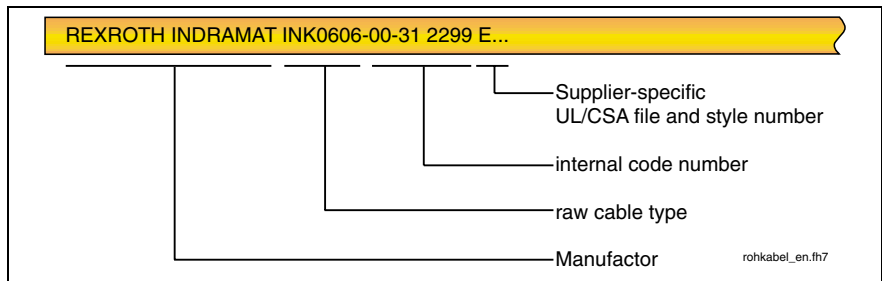 REXROTH INDRAMAT INK0606-00-31 2299 E...
Supplier-specific
UL/CSA file and style number
internal code number
raw cable type
Manufactor
rohkabel_en.fh7